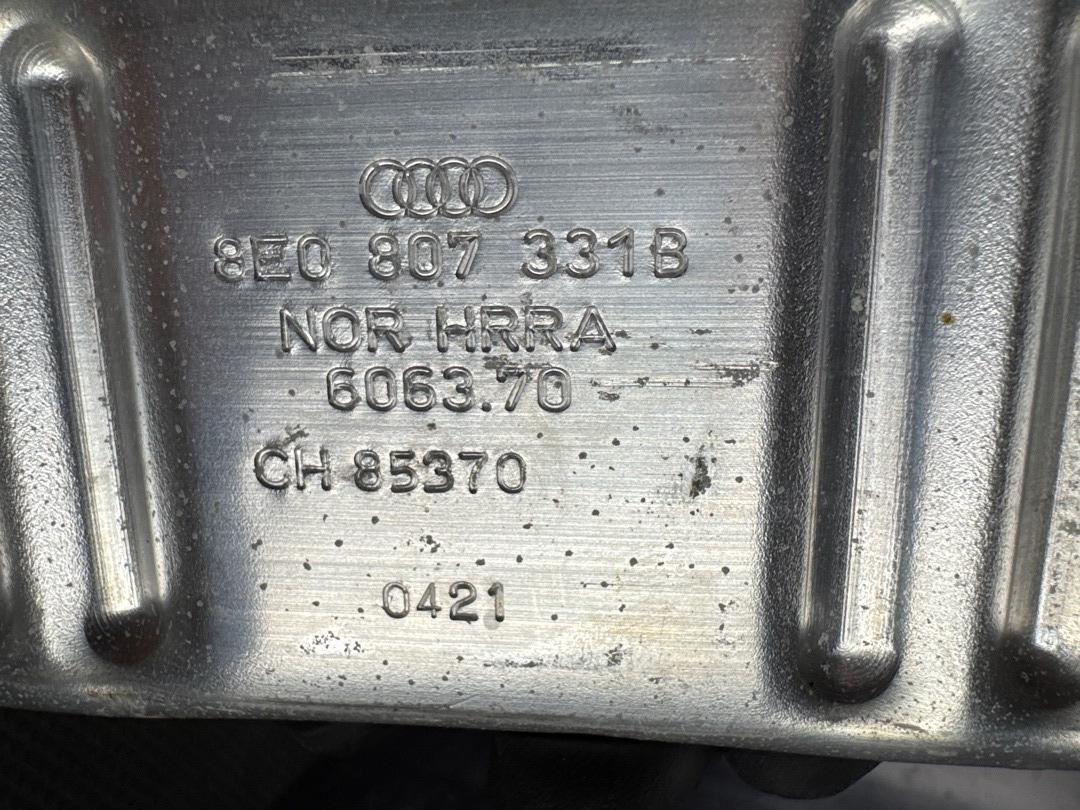 8E0 807 331B
NOR HRRA
6063.70
CH 85370
0421